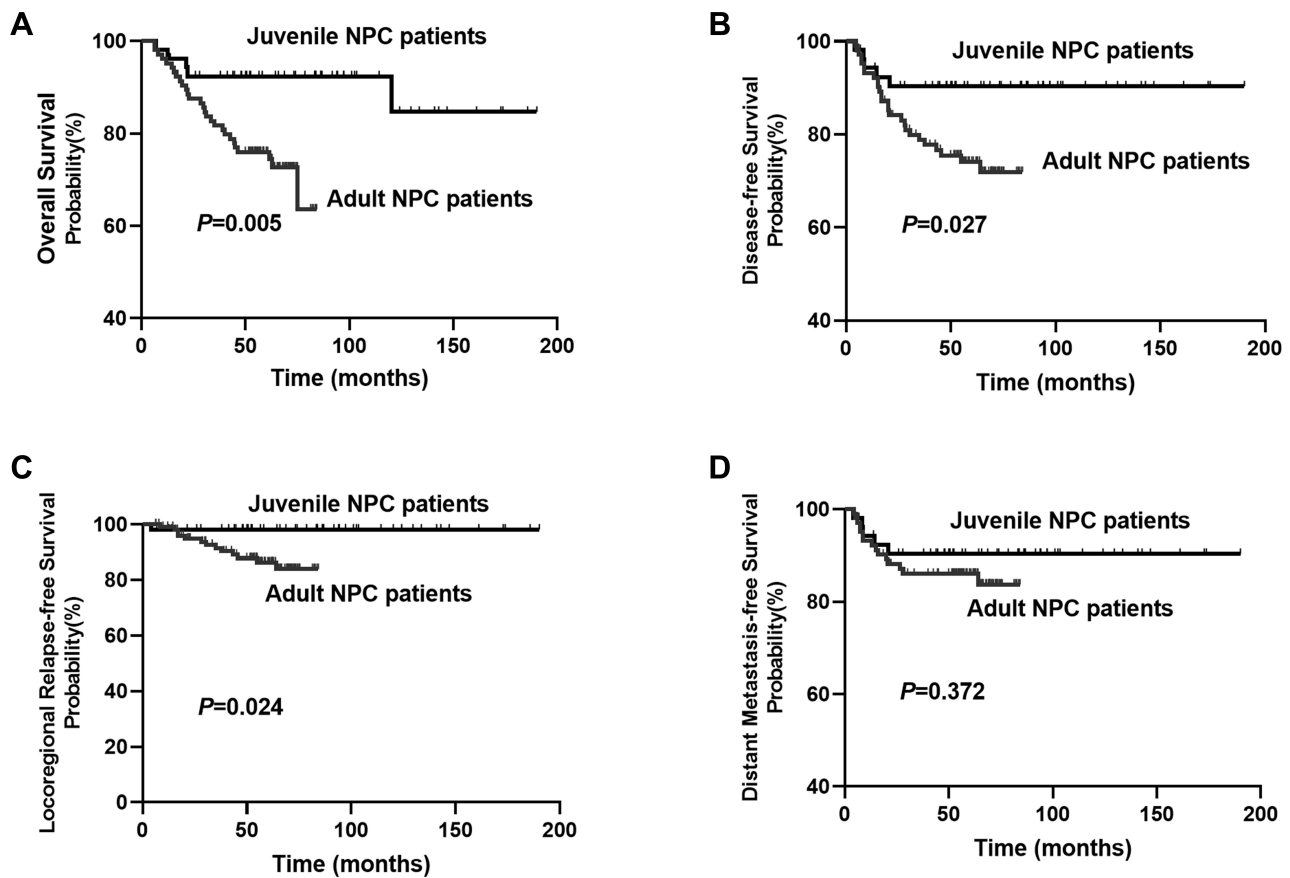 A
Juvenile NPC patients
100
80
60
40
Overall Survival
Probability(%)
Adult NPC patients
P=0.005
0
50
100
150
200
Time (months)
B
Juvenile NPC patients
100
80
60
40
Disease-free Survival
Probability(%)
Adult NPC patients
P=0.027
0
50
100
150
200
Time (months)
C
Juvenile NPC patients
100
80
60
40
20
0
Locoregional Relapse-free Survival
Probability(%)
Adult NPC patients
P=0.024
0
50
100
150
200
Time (months)
D
Juvenile NPC patients
100
80
60
40
Distant Metastasis-free Survival
Probability(%)
Adult NPC patients
P=0.372
0
50
100
150
200
Time (months)